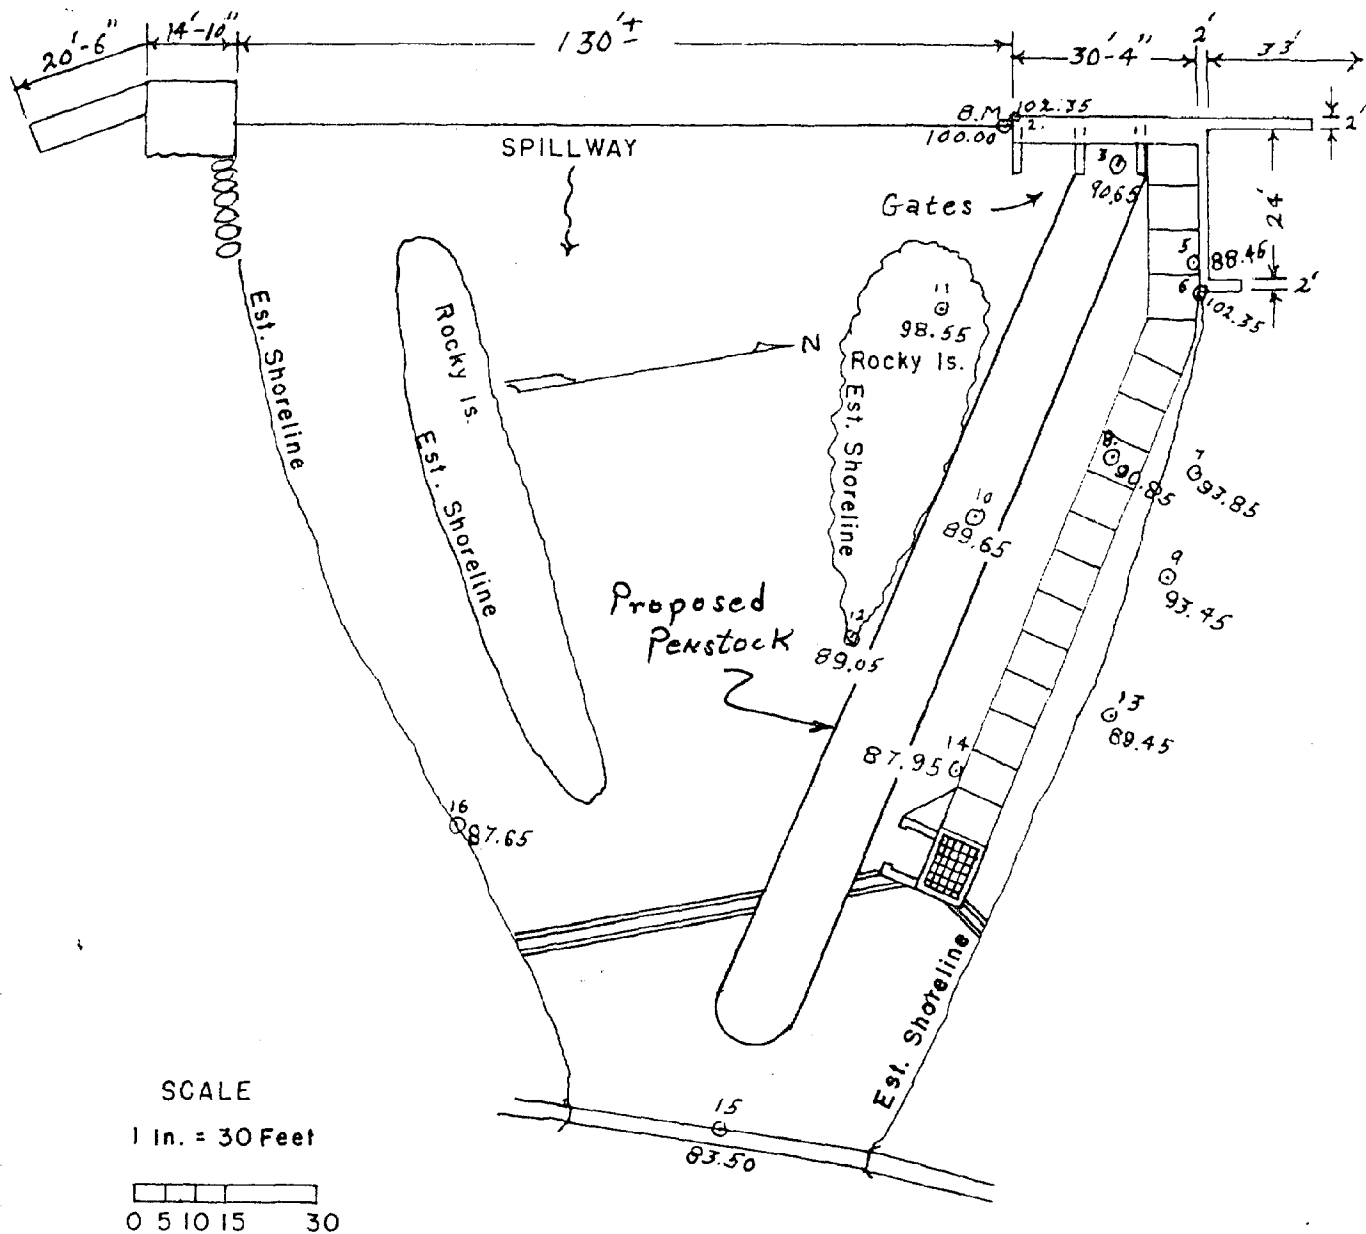 20'-6"
14'-10"
130'±
30'-4"
2'
33'
B.M
100.00
102.35
2.
2'
SPILLWAY
Gates
3
90.65
24'
5
88.46
2'
6
102.35
Est. Shoreline
Rocky Is.
Est. Shoreline
N
11
98.55
Rocky Is.
Est. Shoreline
8.
90.85
7
93.85
10
89.65
9
93.45
Proposed
Penstock
12
89.05
13
89.45
14
87.95
16
87.65
Est. Shoreline
SCALE
1 In. = 30 Feet
0 5 10 15 30
15
83.50